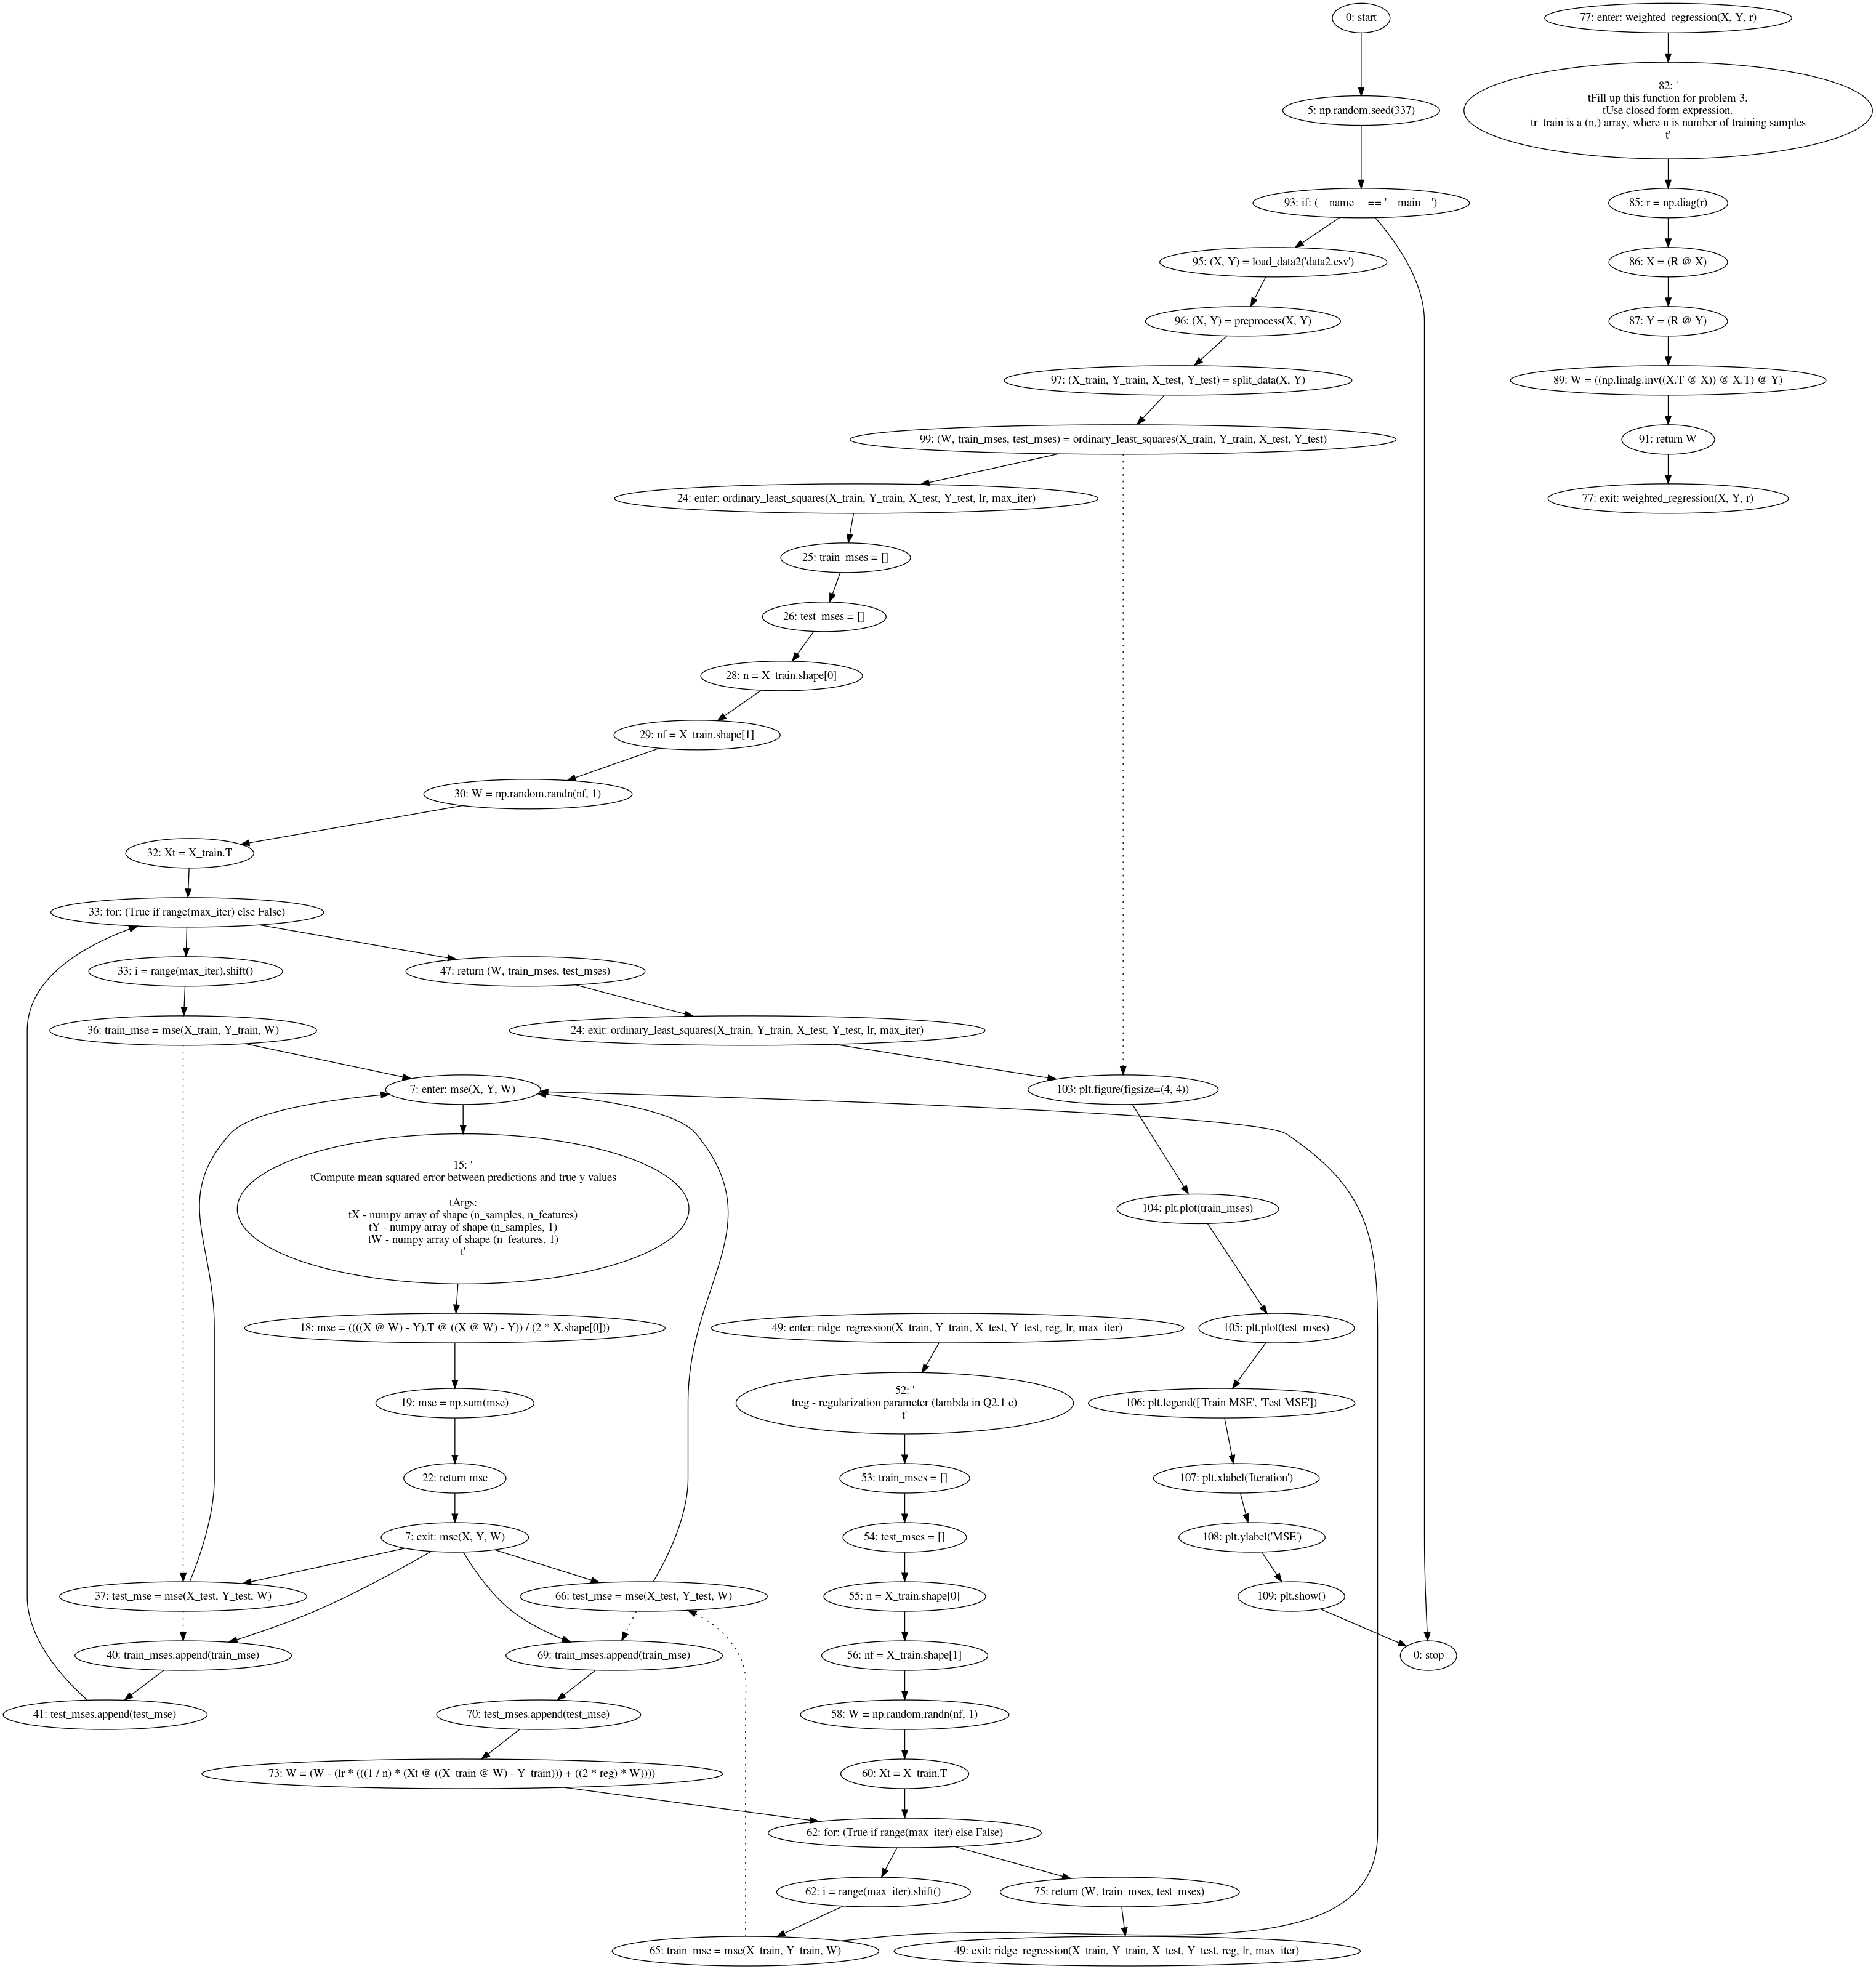 0: start
5: np.random.seed(337)
93: if: (__name__ == '__main__')
95: (X, Y) = load_data2('data2.csv')
96: (X, Y) = preprocess(X, Y)
97: (X_train, Y_train, X_test, Y_test) = split_data(X, Y)
99: (W, train_mses, test_mses) = ordinary_least_squares(X_train, Y_train, X_test, Y_test)
24: enter: ordinary_least_squares(X_train, Y_train, X_test, Y_test, lr, max_iter)
25: train_mses = []
26: test_mses = []
28: n = X_train.shape[0]
29: nf = X_train.shape[1]
30: W = np.random.randn(nf, 1)
32: Xt = X_train.T
33: for: (True if range(max_iter) else False)
33: i = range(max_iter).shift()
47: return (W, train_mses, test_mses)
36: train_mse = mse(X_train, Y_train, W)
24: exit: ordinary_least_squares(X_train, Y_train, X_test, Y_test, lr, max_iter)
7: enter: mse(X, Y, W)
15: '
tCompute mean squared error between predictions and true y values
tArgs:
tX - numpy array of shape (n_samples, n_features)
tY - numpy array of shape (n_samples, 1)
tW - numpy array of shape (n_features, 1)
t'
18: mse = ((((X @ W) - Y).T @ ((X @ W) - Y)) / (2 * X.shape[0]))
19: mse = np.sum(mse)
22: return mse
7: exit: mse(X, Y, W)
37: test_mse = mse(X_test, Y_test, W)
66: test_mse = mse(X_test, Y_test, W)
40: train_mses.append(train_mse)
69: train_mses.append(train_mse)
41: test_mses.append(test_mse)
70: test_mses.append(test_mse)
73: W = (W - (lr * (((1 / n) * (Xt @ ((X_train @ W) - Y_train))) + ((2 * reg) * W))))
49: enter: ridge_regression(X_train, Y_train, X_test, Y_test, reg, lr, max_iter)
52: '
treg - regularization parameter (lambda in Q2.1 c)
t'
53: train_mses = []
54: test_mses = []
55: n = X_train.shape[0]
56: nf = X_train.shape[1]
58: W = np.random.randn(nf, 1)
60: Xt = X_train.T
62: for: (True if range(max_iter) else False)
62: i = range(max_iter).shift()
75: return (W, train_mses, test_mses)
65: train_mse = mse(X_train, Y_train, W)
49: exit: ridge_regression(X_train, Y_train, X_test, Y_test, reg, lr, max_iter)
103: plt.figure(figsize=(4, 4))
104: plt.plot(train_mses)
105: plt.plot(test_mses)
106: plt.legend(['Train MSE', 'Test MSE'])
107: plt.xlabel('Iteration')
108: plt.ylabel('MSE')
109: plt.show()
0: stop
77: enter: weighted_regression(X, Y, r)
82: '
tFill up this function for problem 3.
tUse closed form expression.
tr_train is a (n,) array, where n is number of training samples
t'
85: r = np.diag(r)
86: X = (R @ X)
87: Y = (R @ Y)
89: W = ((np.linalg.inv((X.T @ X)) @ X.T) @ Y)
91: return W
77: exit: weighted_regression(X, Y, r)